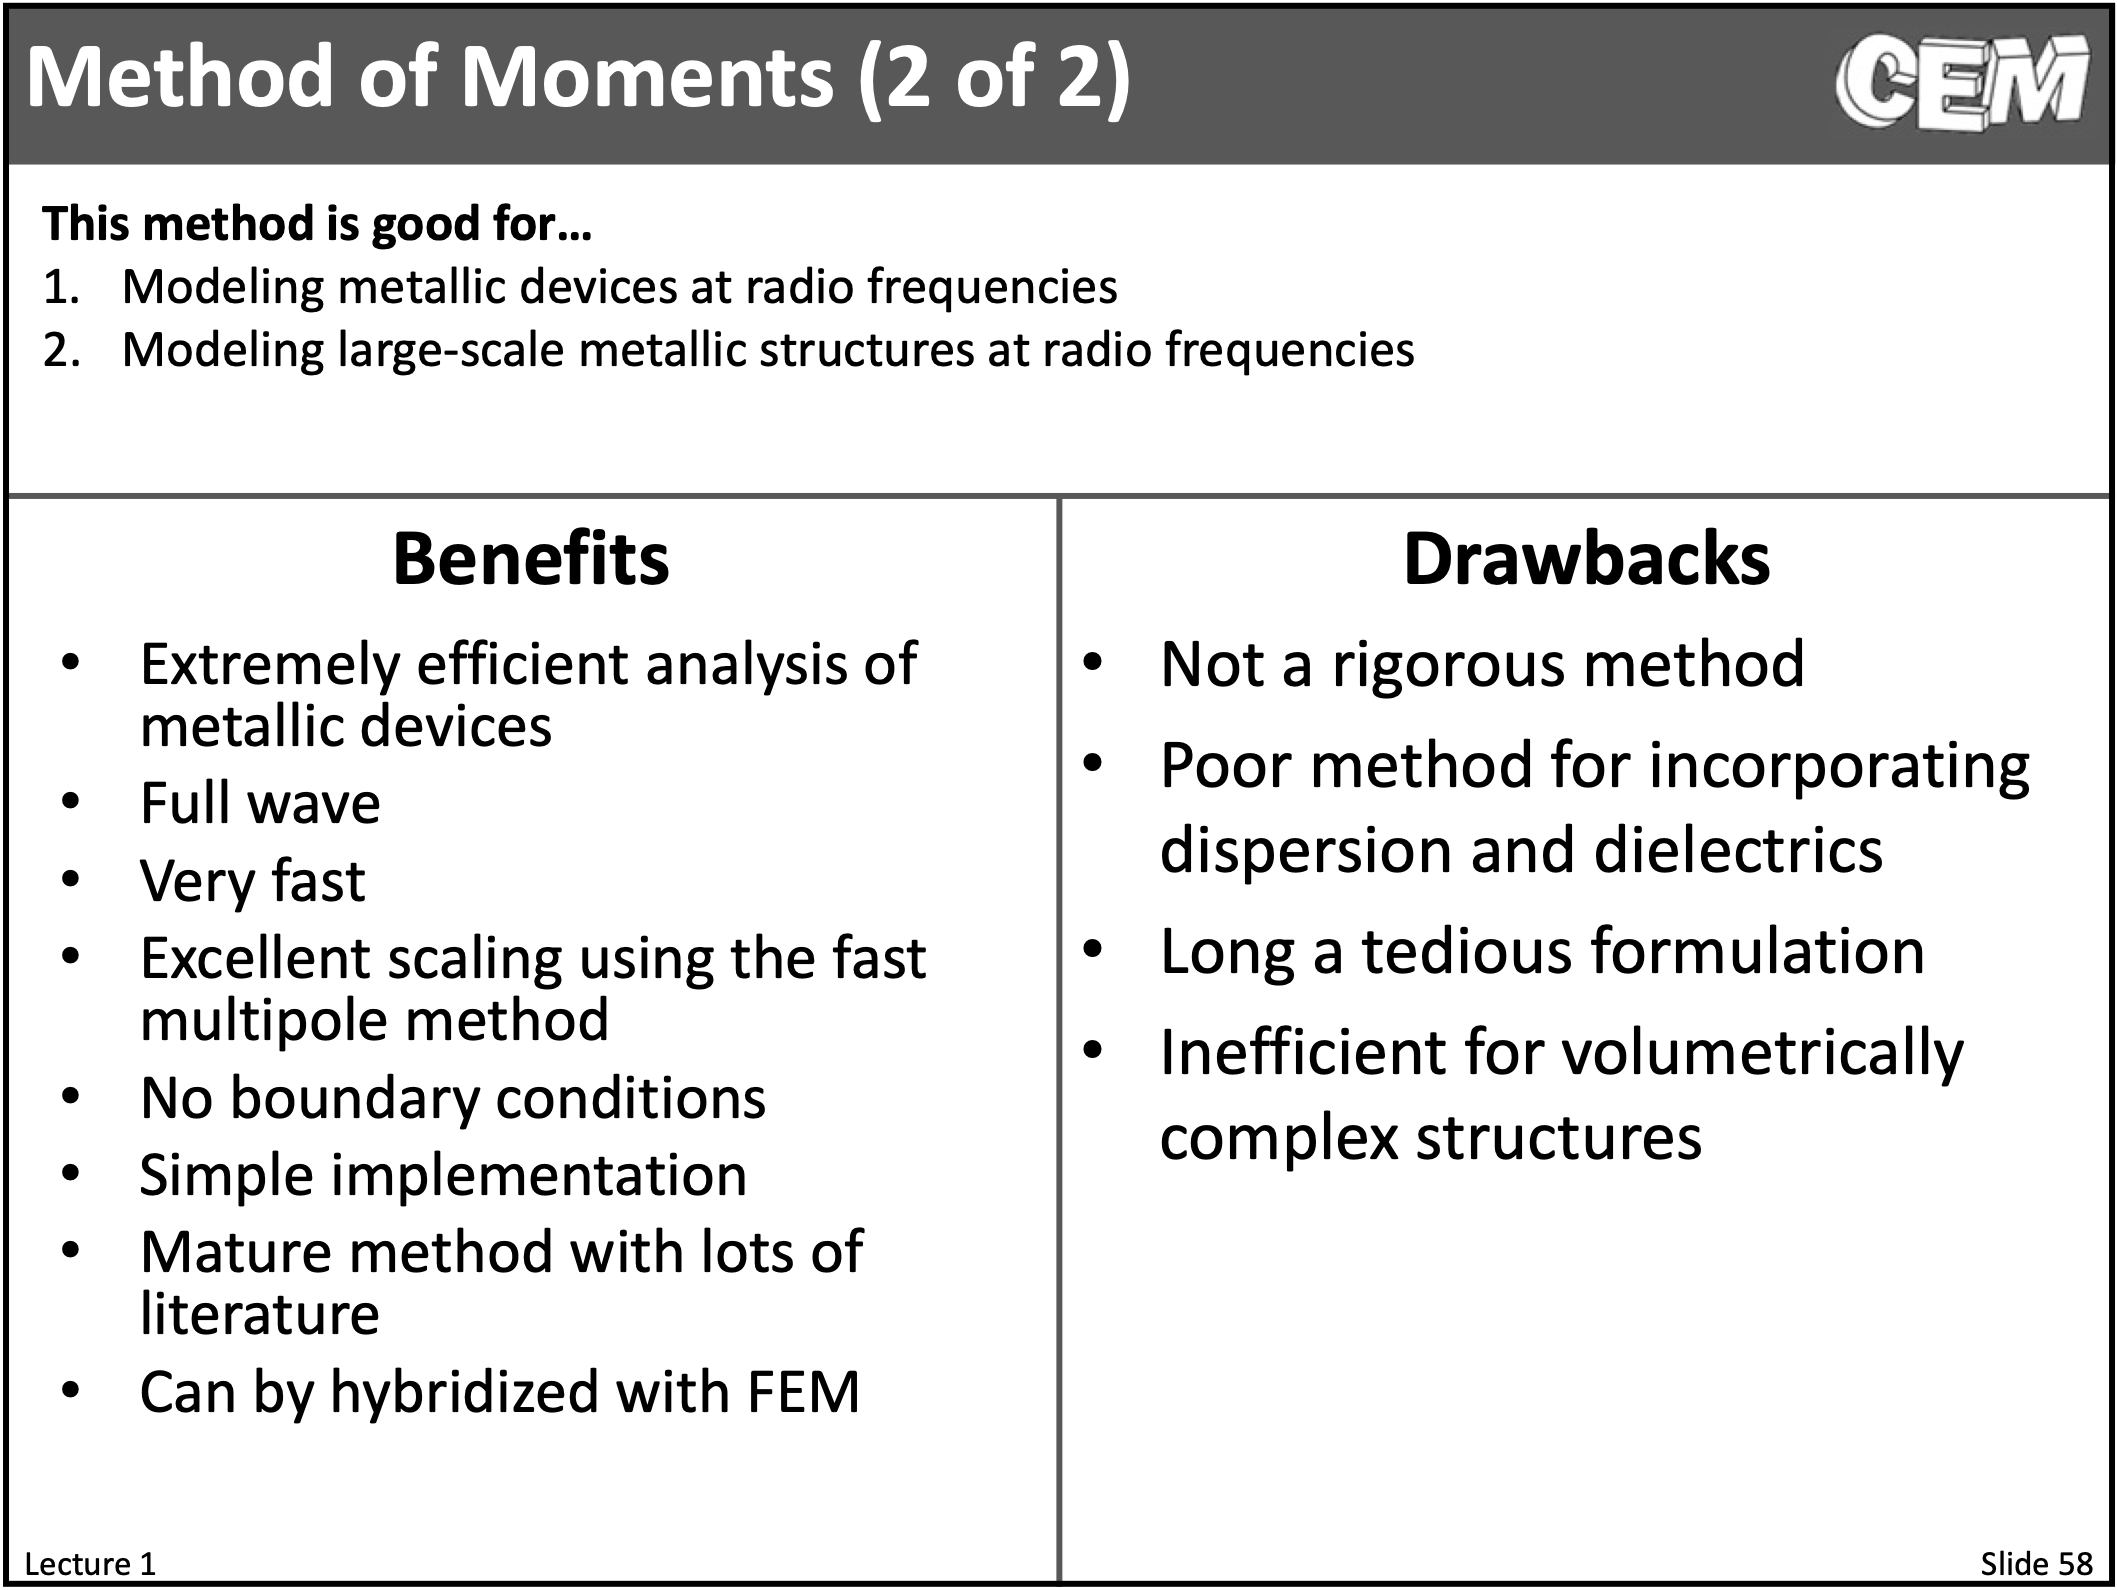 Method of Moments (2 of 2)
CEM
This method is good for…
1. Modeling metallic devices at radio frequencies
2. Modeling large-scale metallic structures at radio frequencies
Benefits
• Extremely efficient analysis of
metallic devices
• Full wave
• Very fast
• Excellent scaling using the fast
multipole method
• No boundary conditions
• Simple implementation
• Mature method with lots of
literature
• Can by hybridized with FEM
Drawbacks
• Not a rigorous method
• Poor method for incorporating
dispersion and dielectrics
• Long a tedious formulation
• Inefficient for volumetrically
complex structures
Lecture 1
Slide 58